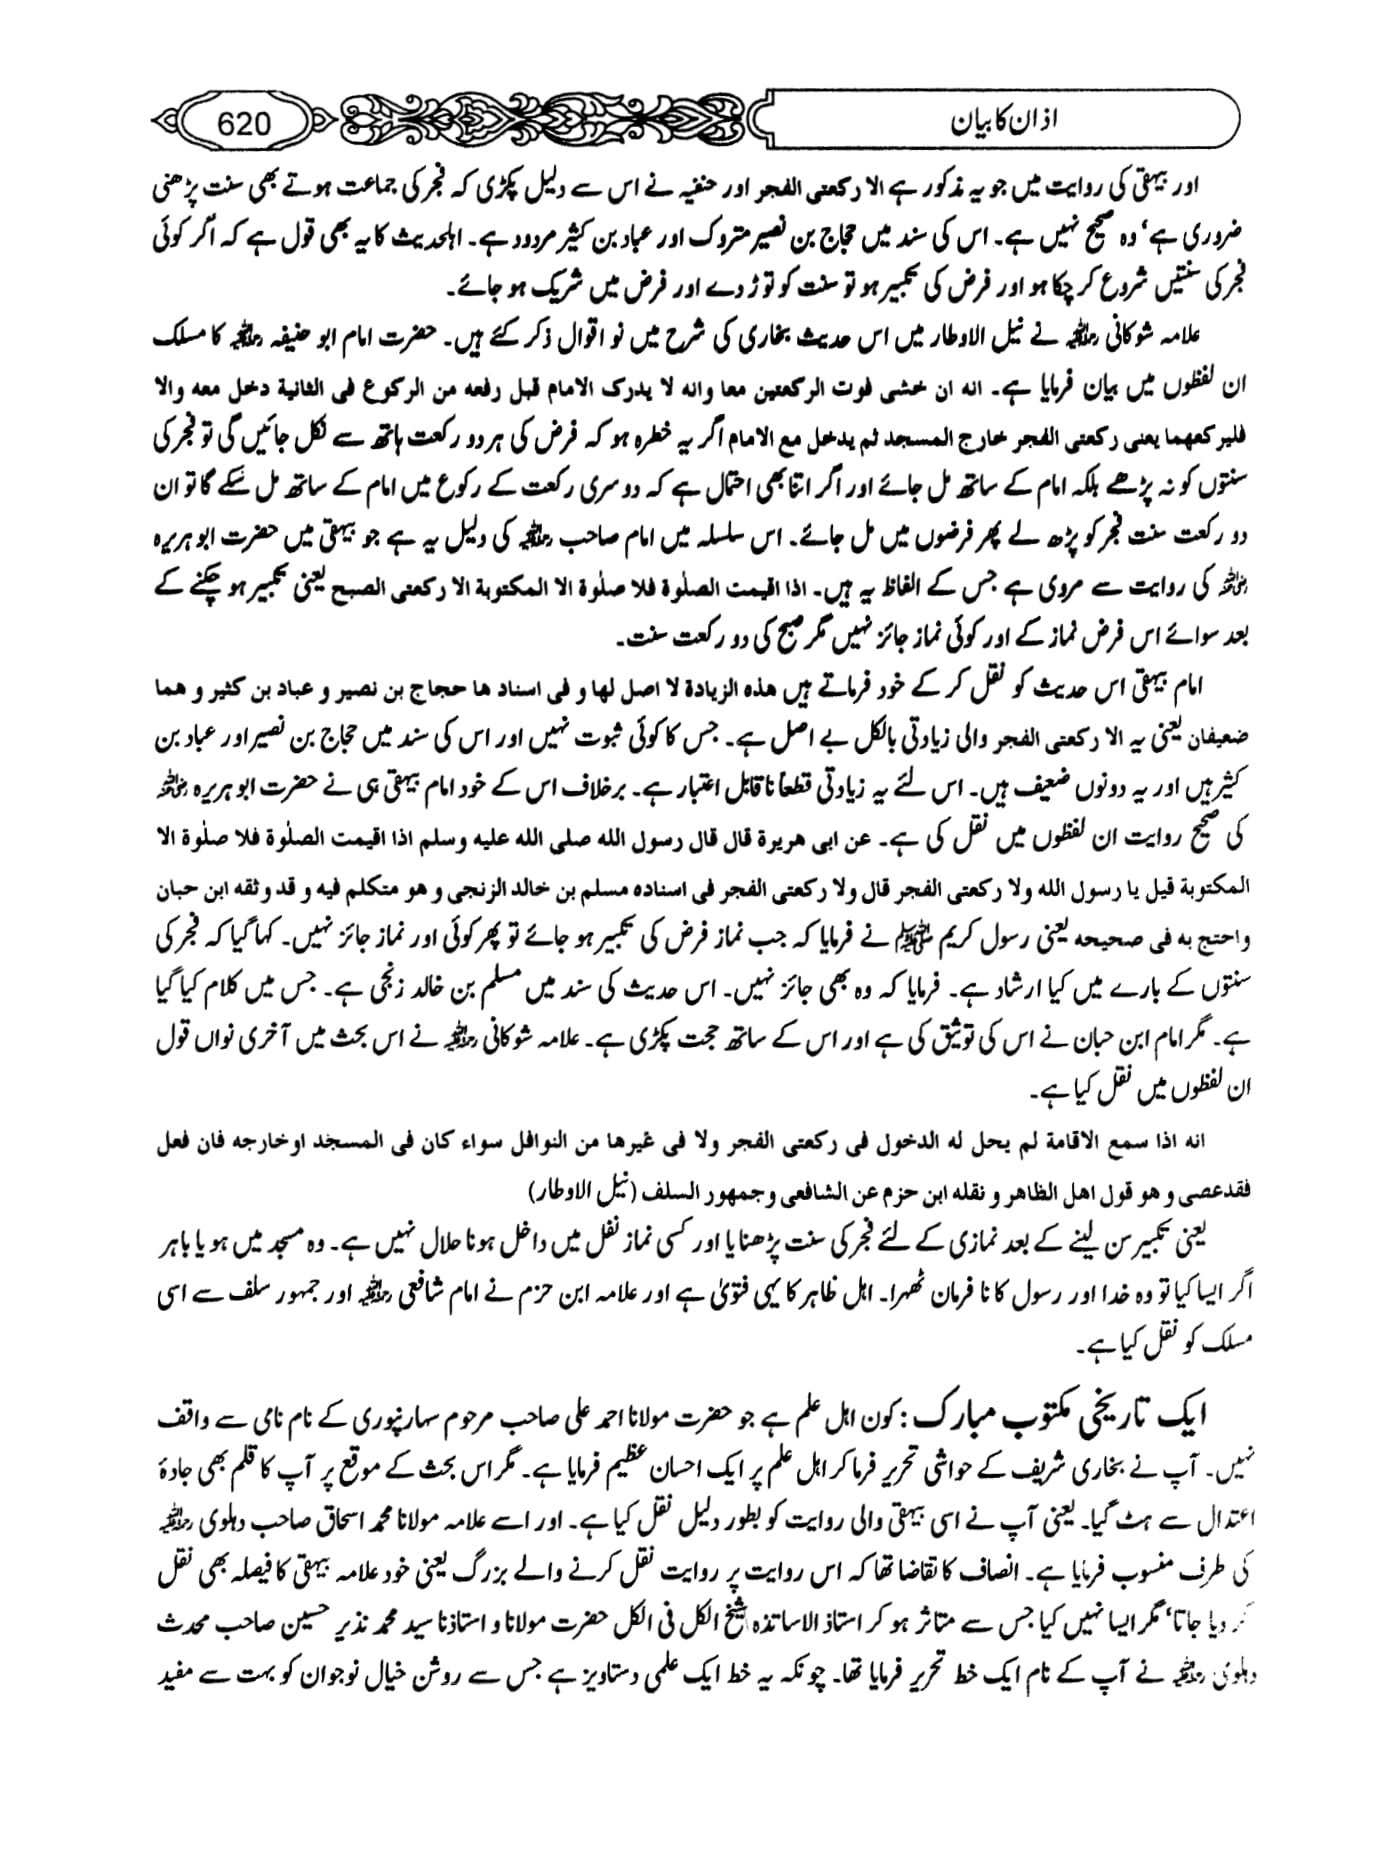 اذان کا بیان
620
اور بیہقی کی روایت میں جو یہ مذکور ہے الا رکعتی الفجر اور حنفیہ نے اس سے دلیل پکڑی کہ فجر کی جماعت ہوتے بھی سنت پڑھنی
ضروری ہے‘ وہ صحیح نہیں ہے۔ اس کی سند میں حجاج بن نصیر متروک اور عباد بن کثیر مردود ہے۔ اہلحدیث کا یہ بھی قول ہے کہ اگر کوئی
فجر کی سنتیں شروع کر چکا ہو اور فرض کی تکبیر ہو تو سنت کو توڑ دے اور فرض میں شریک ہو جائے۔
علامہ شوکانی رحمۃ اللہ علیہ نے نیل الاوطار میں اس حدیث بخاری کی شرح میں نو اقوال ذکر کئے ہیں۔ حضرت امام ابو حنیفہ رحمۃ اللہ علیہ کا مسلک
ان لفظوں میں بیان فرمایا ہے۔ انه ان خشی فوت الرکعتین معا وانه لا یدرک الامام قبل رفعه من الرکوع فی الثانیة دخل معه والا
فلیرکعهما یعنی رکعتی الفجر خارج المسجد ثم یدخل مع الامام اگر یہ خطرہ ہو کہ فرض کی ہر دو رکعت ہاتھ سے نکل جائیں گی تو فجر کی
سنتوں کو نہ پڑھے بلکہ امام کے ساتھ مل جائے اور اگر اتنا بھی احتمال ہے کہ دوسری رکعت کے رکوع میں امام کے ساتھ مل سکے گا تو ان
دو رکعت سنت فجر کو پڑھ لے پھر فرضوں میں مل جائے۔ اس سلسلہ میں امام صاحب رحمۃ اللہ علیہ کی دلیل یہ ہے جو بیہقی میں حضرت ابوہریرہ
رضی اللہ عنہ کی روایت سے مروی ہے جس کے الفاظ یہ ہیں۔ اذا اقیمت الصلٰوة فلا صلٰوة الا المکتوبة الا رکعتی الصبح یعنی تکبیر ہو چکنے کے
بعد سوائے اس فرض نماز کے اور کوئی نماز جائز نہیں مگر صبح کی دو رکعت سنت۔
امام بیہقی اس حدیث کو نقل کر کے خود فرماتے ہیں هذه الزیادة لا اصل لها و فی اسناد ها حجاج بن نصیر و عباد بن کثیر و هما
ضعیفان یعنی یہ الا رکعتی الفجر والی زیادتی بالکل بے اصل ہے۔ جس کا کوئی ثبوت نہیں اور اس کی سند میں حجاج بن نصیر اور عباد بن
کثیر ہیں اور یہ دونوں ضعیف ہیں۔ اس لئے یہ زیادتی قطعاً ناقابل اعتبار ہے۔ برخلاف اس کے خود امام بیہقی ہی نے حضرت ابوہریرہ رضی اللہ عنہ
کی صحیح روایت ان لفظوں میں نقل کی ہے۔ عن ابی هریرة قال قال رسول الله صلی الله علیه وسلم اذا اقیمت الصلٰوة فلا صلٰوة الا
المکتوبة قیل یا رسول الله ولا رکعتی الفجر قال ولا رکعتی الفجر فی اسناده مسلم بن خالد الزنجی و هو متکلم فیه و قد وثقه ابن حبان
واحتج به فی صحیحه یعنی رسول کریم ﷺ نے فرمایا کہ جب نماز فرض کی تکبیر ہو جائے تو پھر کوئی اور نماز جائز نہیں۔ کہا گیا کہ فجر کی
سنتوں کے بارے میں کیا ارشاد ہے۔ فرمایا کہ وہ بھی جائز نہیں۔ اس حدیث کی سند میں مسلم بن خالد زنجی ہے۔ جس میں کلام کیا گیا
ہے۔ مگر امام ابن حبان نے اس کی توثیق کی ہے اور اس کے ساتھ حجت پکڑی ہے۔ علامہ شوکانی رحمۃ اللہ علیہ نے اس بحث میں آخری نواں قول
ان لفظوں میں نقل کیا ہے۔
انه اذا سمع الاقامة لم یحل له الدخول فی رکعتی الفجر ولا فی غیرها من النوافل سواء کان فی المسجد اوخارجه فان فعل
فقدعصی و هو قول اهل الظاهر و نقله ابن حزم عن الشافعی وجمهور السلف (نیل الاوطار)
یعنی تکبیر سن لینے کے بعد نمازی کے لئے فجر کی سنت پڑھنا یا اور کسی نماز نفل میں داخل ہونا حلال نہیں ہے۔ وہ مسجد میں ہو یا باہر
اگر ایسا کیا تو وہ خدا اور رسول کا نافرمان ٹھہرا۔ اہل ظاہر کا یہی فتویٰ ہے اور علامہ ابن حزم نے امام شافعی رحمۃ اللہ علیہ اور جمہور سلف سے اسی
مسلک کو نقل کیا ہے۔
ایک تاریخی مکتوب مبارک : کون اہل علم ہے جو حضرت مولانا احمد علی صاحب مرحوم سہارنپوری کے نام نامی سے واقف
نہیں۔ آپ نے بخاری شریف کے حواشی تحریر فرما کر اہل علم پر ایک احسان عظیم فرمایا ہے۔ مگر اس بحث کے موقع پر آپ کا قلم بھی جادۂ
اعتدال سے ہٹ گیا۔ یعنی آپ نے اسی بیہقی والی روایت کو بطور دلیل نقل کیا ہے۔ اور اسے علامہ مولانا محمد اسحاق صاحب دہلوی رحمۃ اللہ علیہ
کی طرف منسوب فرمایا ہے۔ انصاف کا تقاضا تھا کہ اس روایت پر روایت نقل کرنے والے بزرگ یعنی خود علامہ بیہقی کا فیصلہ بھی نقل
کر دیا جاتا‘ مگر ایسا نہیں کیا جس سے متاثر ہو کر استاذ الاساتذہ شیخ الکل فی الکل حضرت مولانا و استاذنا سید محمد نذیر حسین صاحب محدث
دہلوی رحمۃ اللہ علیہ نے آپ کے نام ایک خط تحریر فرمایا تھا۔ چونکہ یہ خط ایک علمی دستاویز ہے جس سے روشن خیال نوجوان کو بہت سے مفید